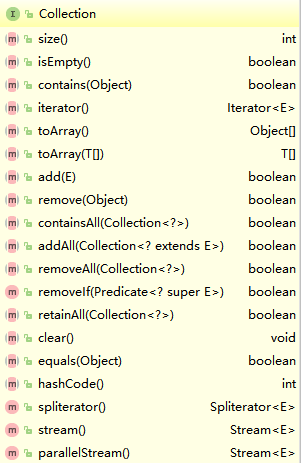 I Collection
m size() int
m isEmpty() boolean
m contains(Object) boolean
m iterator() Iterator<E>
m toArray() Object[]
m toArray(T[]) T[]
m add(E) boolean
m remove(Object) boolean
m containsAll(Collection<?>) boolean
m addAll(Collection<? extends E>) boolean
m removeAll(Collection<?>) boolean
m removeIf(Predicate<? super E>) boolean
m retainAll(Collection<?>) boolean
m clear() void
m equals(Object) boolean
m hashCode() int
m spliterator() Spliterator<E>
m stream() Stream<E>
m parallelStream() Stream<E>